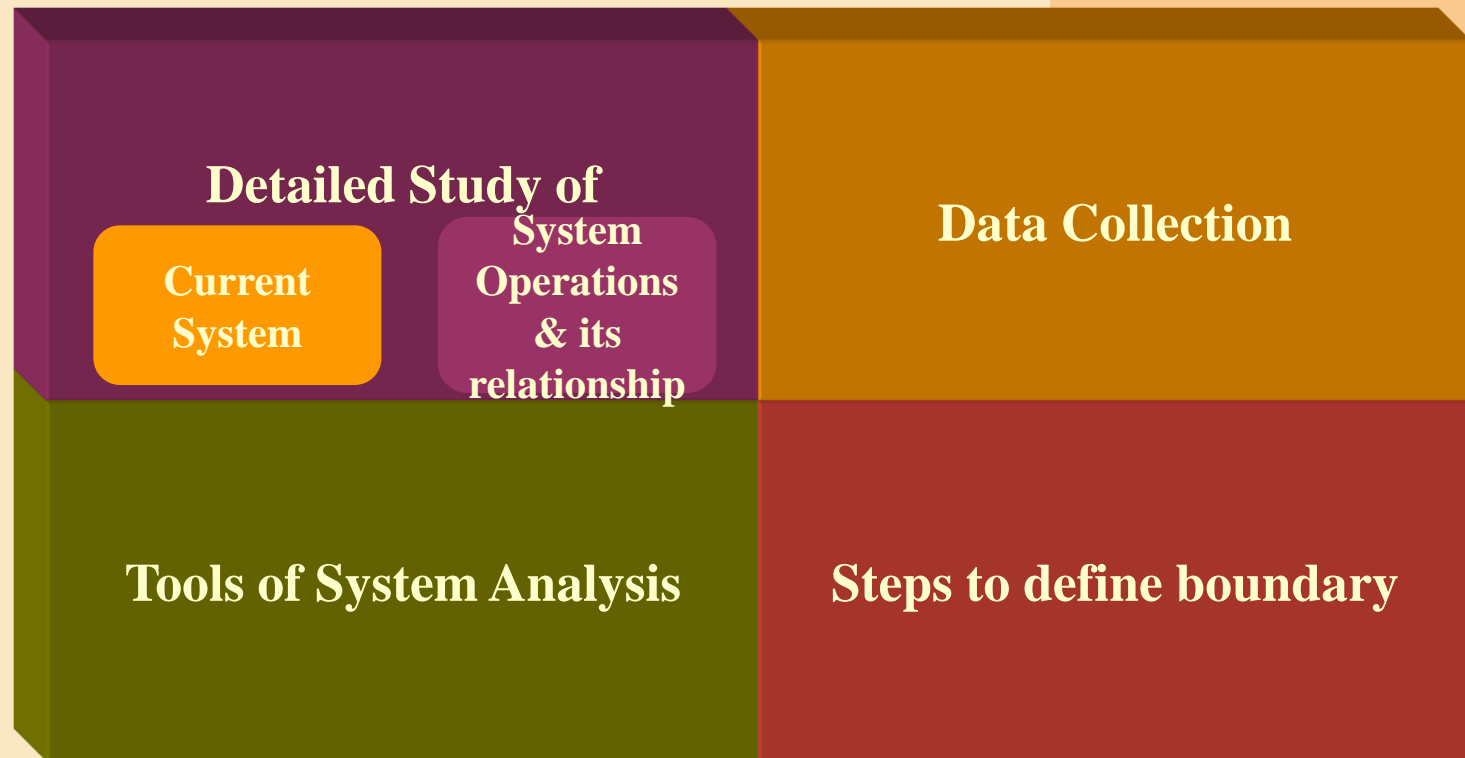 Detailed Study of
Current
System
System
Operations
& its
relationship
Data Collection
Tools of System Analysis
Steps to define boundary